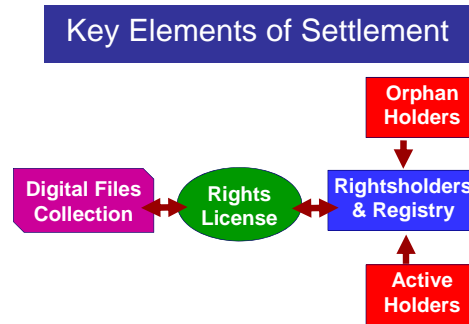 Key Elements of Settlement
Orphan
Holders
Digital Files
Collection
Rights
License
Rightsholders
& Registry
Active
Holders